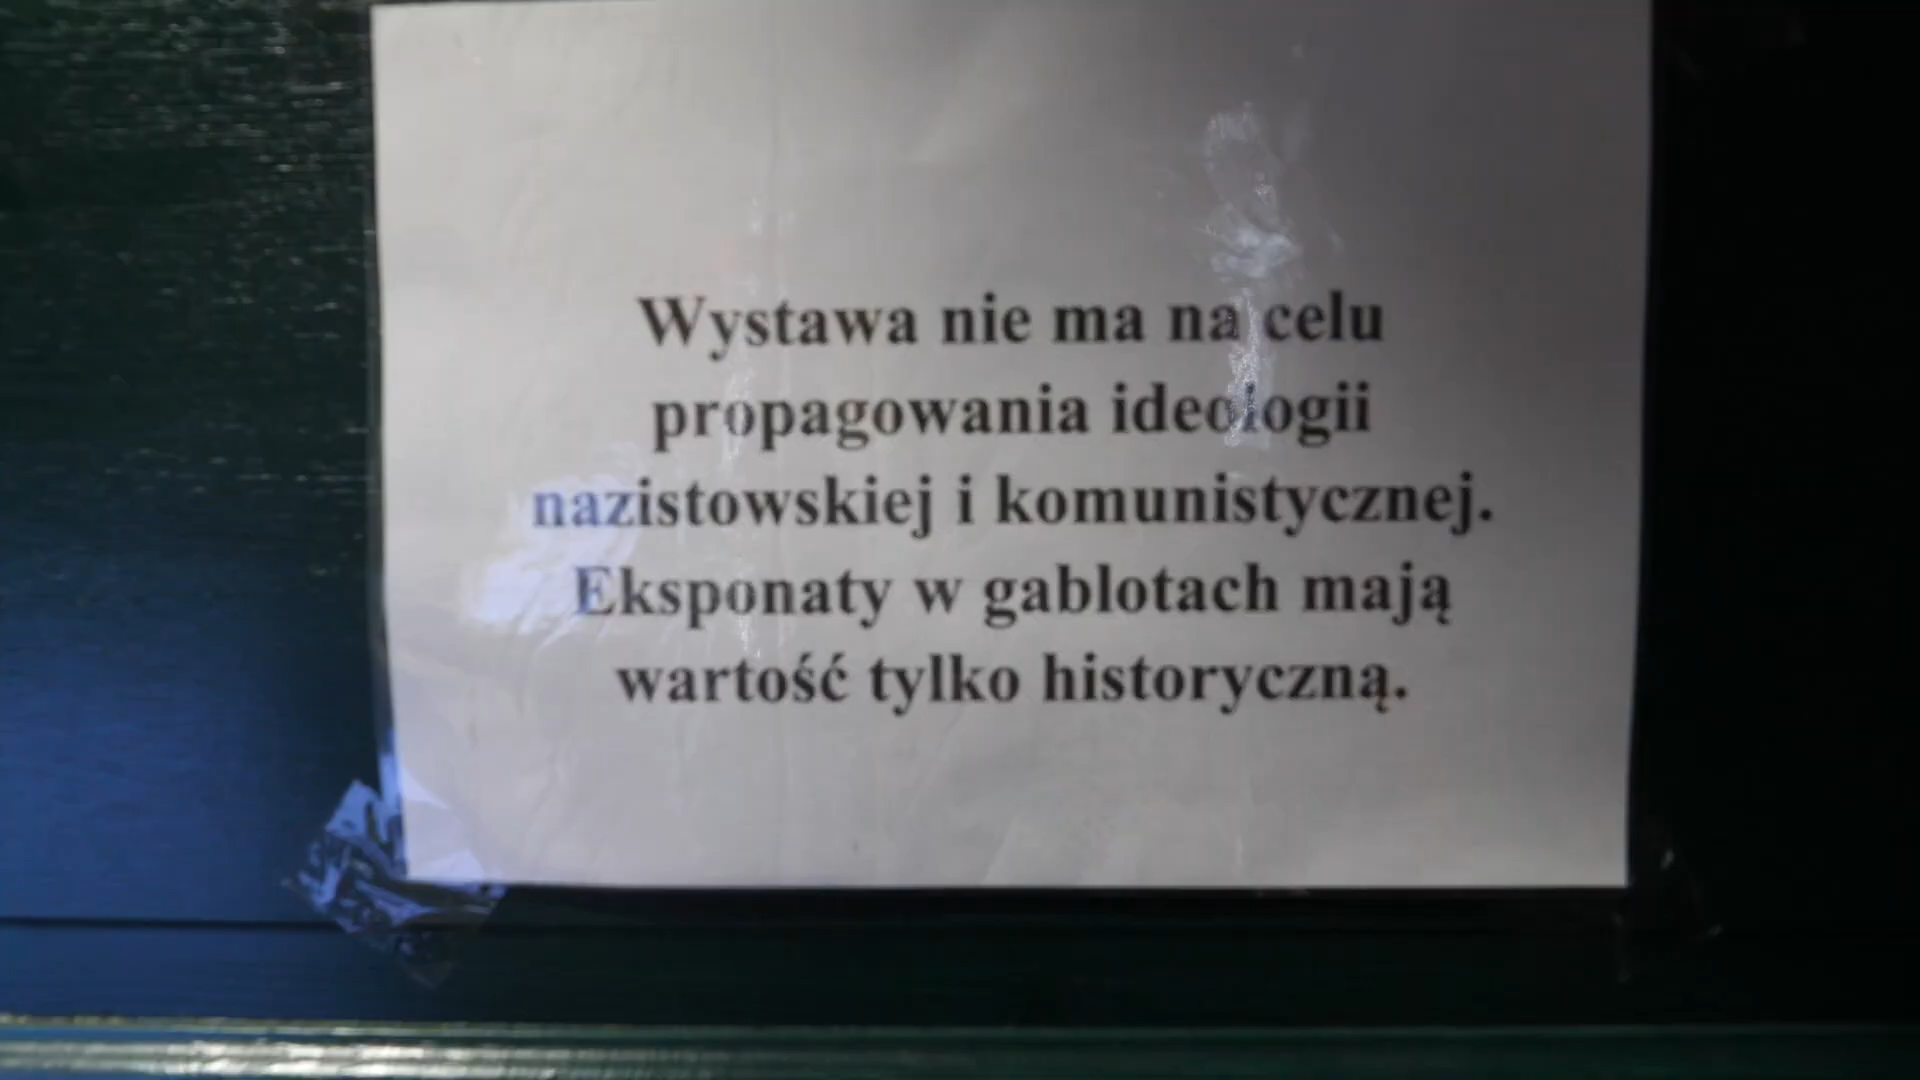 Wystawa nie ma na celu
propagowania ideologii
nazistowskiej i komunistycznej.
Eksponaty w gablotach mają
wartość tylko historyczną.